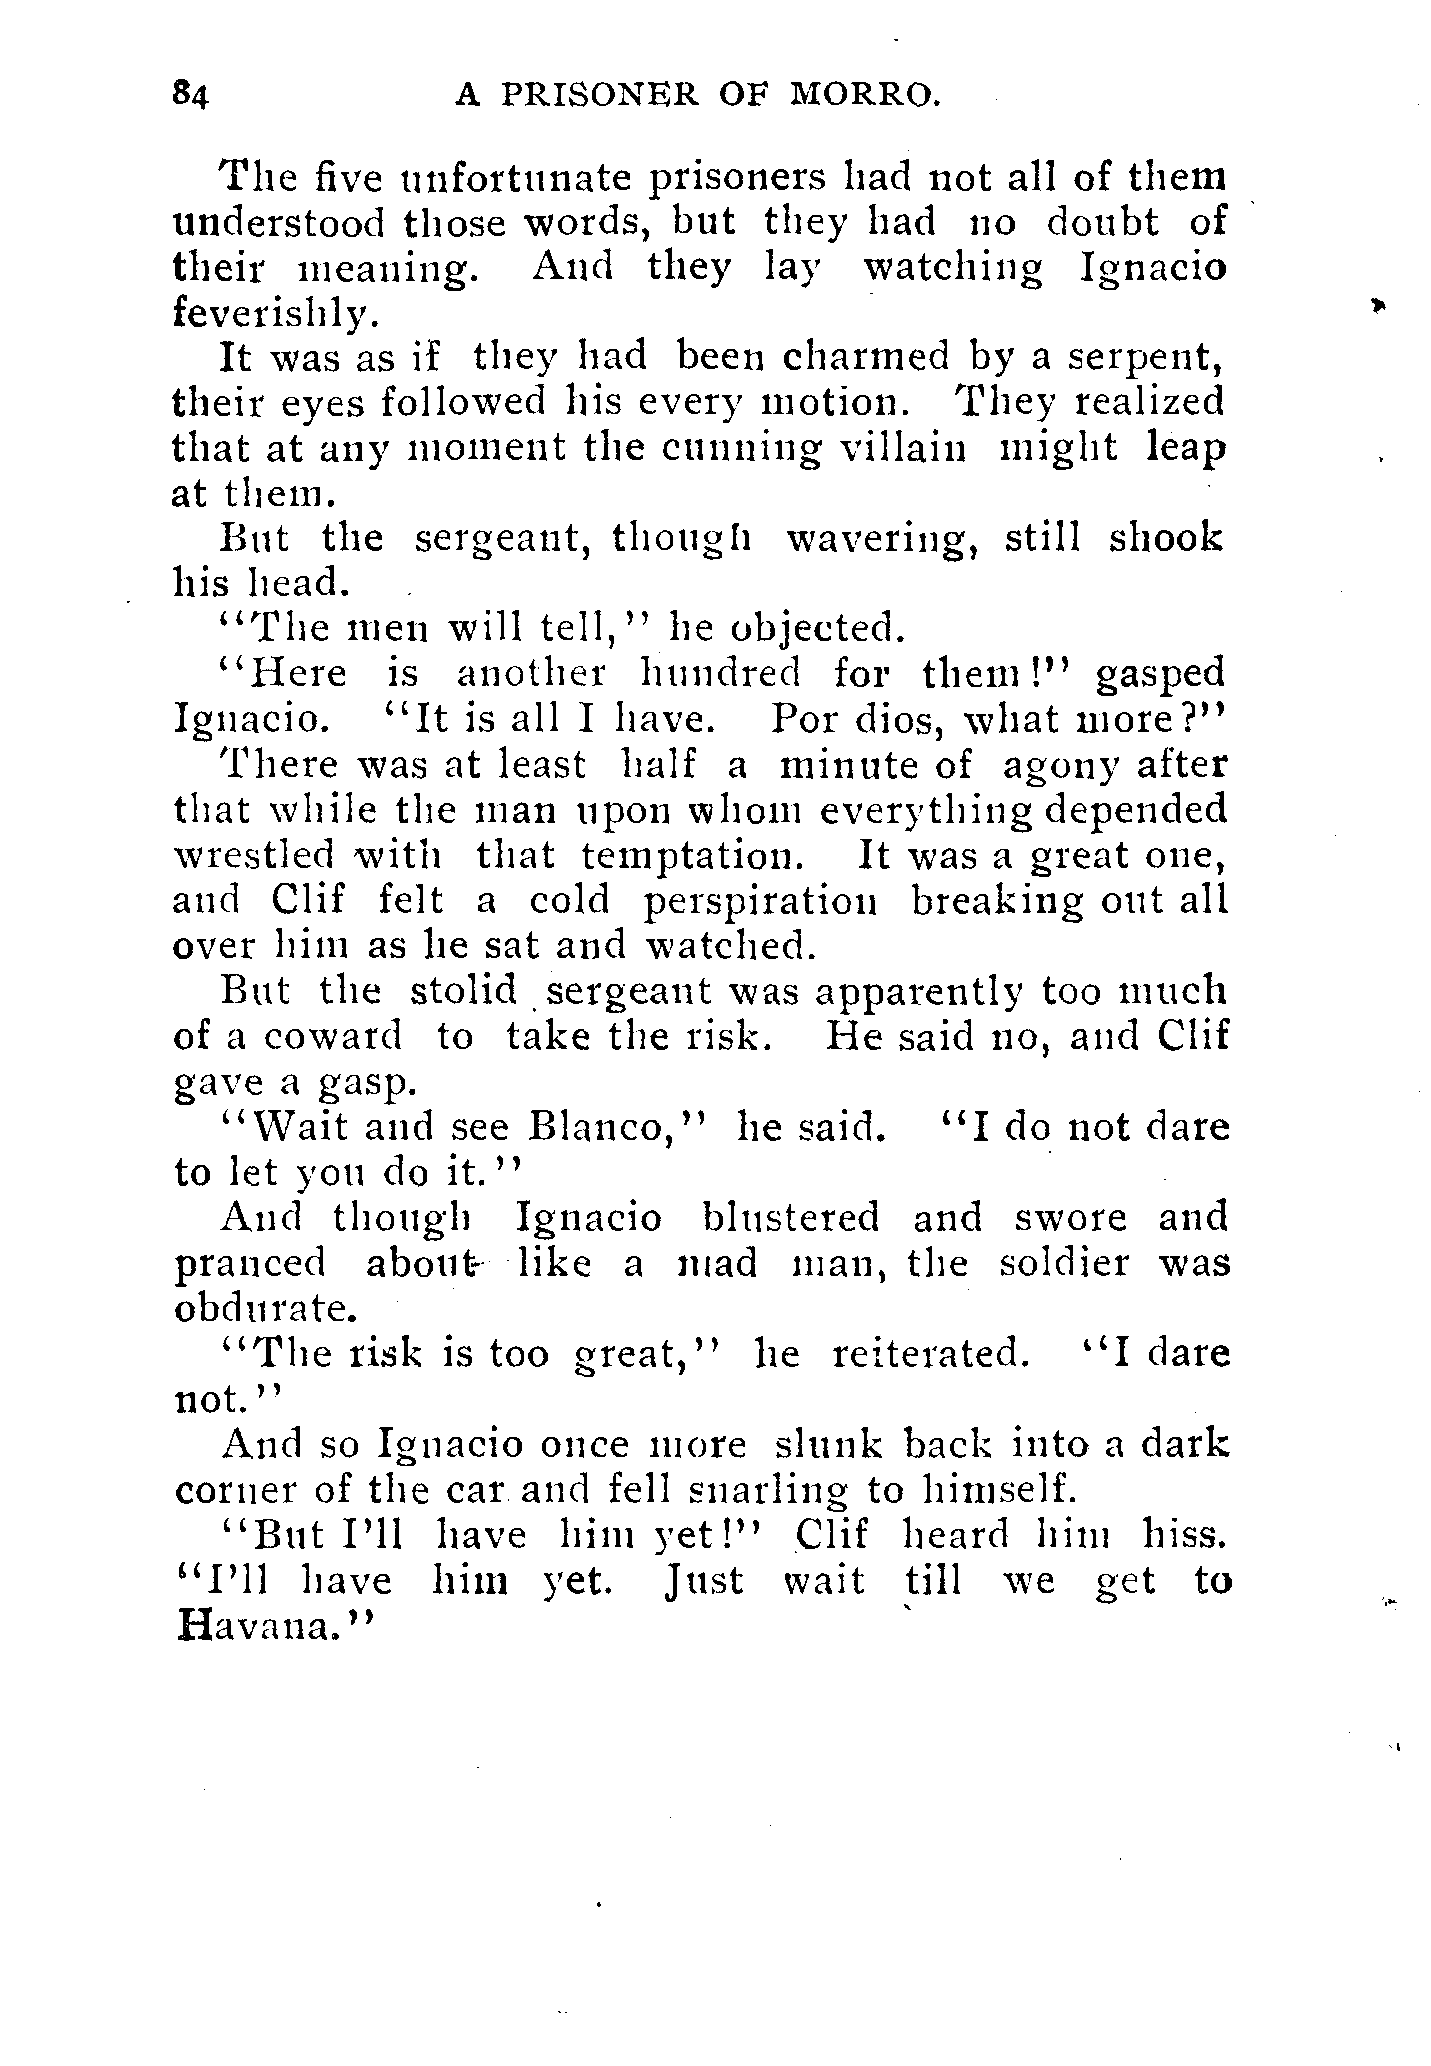 84 A PRISONER OF MORRO.
The five unfortunate prisoners had not all of them
understood those words, but they had no doubt of
their meaning. And they lay watching Ignacio
feverishly.
It was as if they had been charmed by a serpent,
their eyes followed his every motion. They realized
that at any moment the cunning villain might leap
at them.
But the sergeant, though wavering, still shook
his head.
"The men will tell," he objected.
"Here is another hundred for them!" gasped
Ignacio. "It is all I have. Por dios, what more?"
There was at least half a minute of agony after
that while the man upon whom everything depended
wrestled with that temptation. It was a great one,
and Clif felt a cold perspiration breaking out all
over him as he sat and watched.
But the stolid sergeant was apparently too much
of a coward to take the risk. He said no, and Clif
gave a gasp.
"Wait and see Blanco," he said. "I do not dare
to let you do it."
And though Ignacio blustered and swore and
pranced about like a mad man, the soldier was
obdurate.
"The risk is too great," he reiterated. "I dare
not."
And so Ignacio once more slunk back into a dark
corner of the car and fell snarling to himself.
"But I'll have him yet!" Clif heard him hiss.
"I'll have him yet. Just wait till we get to
Havana."